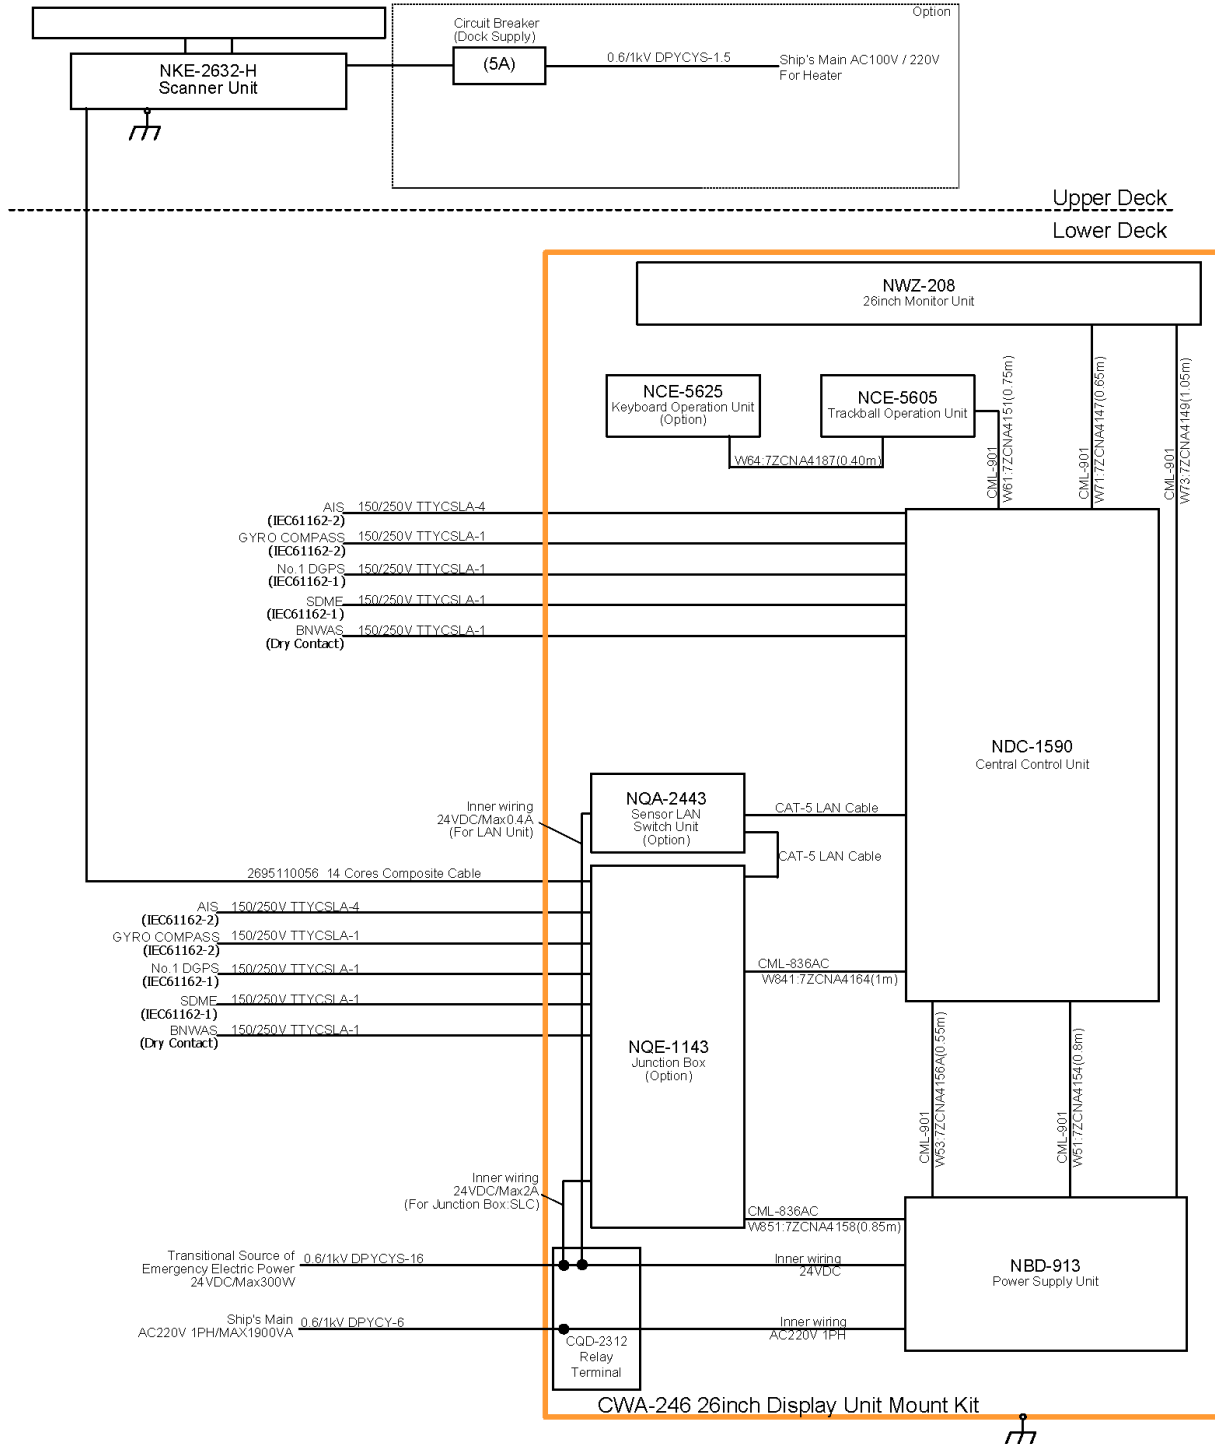 Option
Circuit Breaker
(Dock Supply)
(5A)
0.6/1kV DPYCYS-1.5
Ship's Main AC100V / 220V
For Heater
NKE-2632-H
Scanner Unit
Upper Deck
Lower Deck
NWZ-208
26inch Monitor Unit
NCE-5625
Keyboard Operation Unit
(Option)
NCE-5605
Trackball Operation Unit
W64:7ZCNA4187(0.40m)
CML-901
W61:7ZCNA4151(0.75m)
CML-901
W71:7ZCNA4147(0.65m)
CML-901
W73:7ZCNA4149(1.05m)
AIS 150/250V TTYCSLA-4
(IEC61162-2)
GYRO COMPASS 150/250V TTYCSLA-1
(IEC61162-2)
No.1 DGPS 150/250V TTYCSLA-1
(IEC61162-1)
SDME 150/250V TTYCSLA-1
(IEC61162-1)
BNWAS 150/250V TTYCSLA-1
(Dry Contact)
NDC-1590
Central Control Unit
NQA-2443
Sensor LAN
Switch Unit
(Option)
CAT-5 LAN Cable
CAT-5 LAN Cable
Inner wiring
24VDC/Max0.4A
(For LAN Unit)
2695110056 14 Cores Composite Cable
AIS 150/250V TTYCSLA-4
(IEC61162-2)
GYRO COMPASS 150/250V TTYCSLA-1
(IEC61162-2)
No.1 DGPS 150/250V TTYCSLA-1
(IEC61162-1)
SDME 150/250V TTYCSLA-1
(IEC61162-1)
BNWAS 150/250V TTYCSLA-1
(Dry Contact)
CML-836AC
W841:7ZCNA4164(1m)
NQE-1143
Junction Box
(Option)
CML-901
W53:7ZCNA4156A(0.55m)
CML-901
W51:7ZCNA4154(0.8m)
Inner wiring
24VDC/Max2A
(For Junction Box:SLC)
CML-836AC
W851:7ZCNA4158(0.85m)
Transitional Source of
Emergency Electric Power
24VDC/Max300W
0.6/1kV DPYCYS-16
Inner wiring
24VDC
NBD-913
Power Supply Unit
Ship's Main
AC220V 1PH/MAX1900VA
0.6/1kV DPYCY-6
Inner wiring
AC220V 1PH
CQD-2312
Relay
Terminal
CWA-246 26inch Display Unit Mount Kit